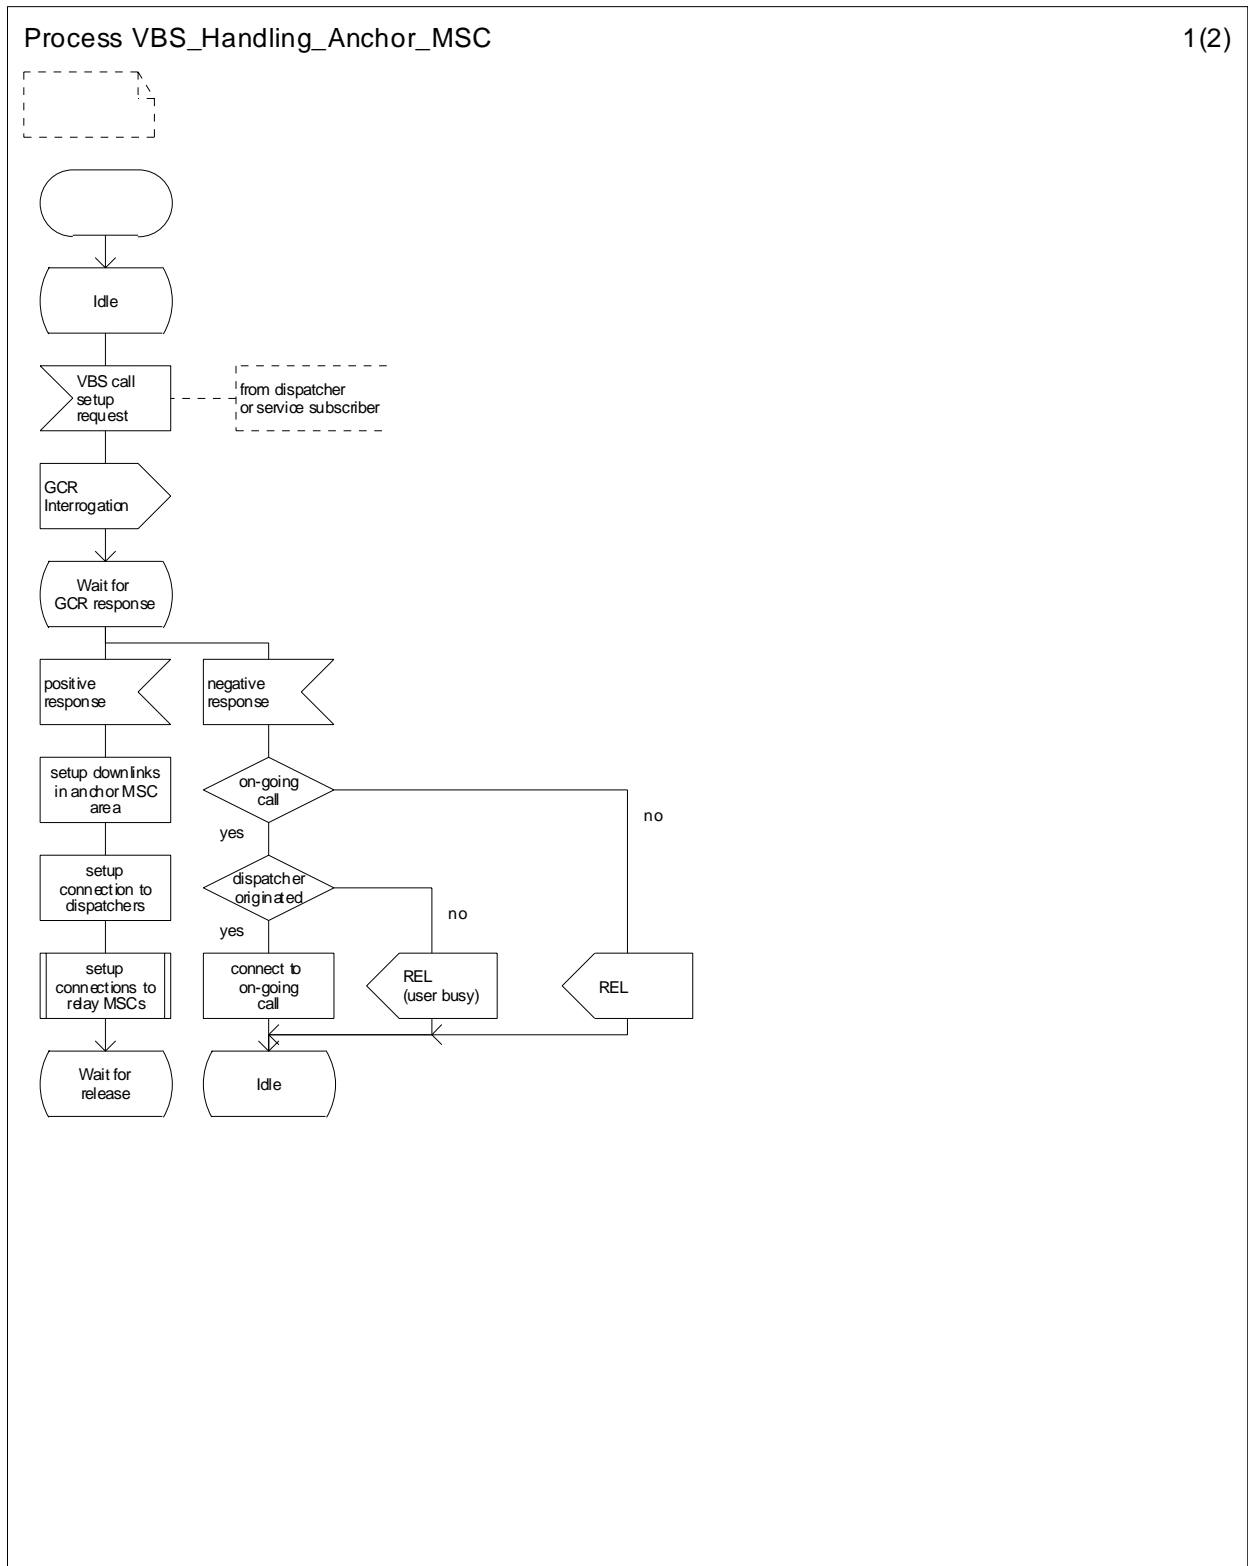 Process VBS_Handling_Anchor_MSC
1(2)
Idle
VBS call
setup
request
from dispatcher
or service subscriber
GCR
Interrogation
Wait for
GCR response
positive
response
negative
response
setup downlinks
in anchor MSC
area
on-going
call
no
yes
setup
connection to
dispatchers
dispatcher
originated
no
yes
setup
connections to
relay MSCs
connect to
on-going
call
REL
(user busy)
REL
Wait for
release
Idle